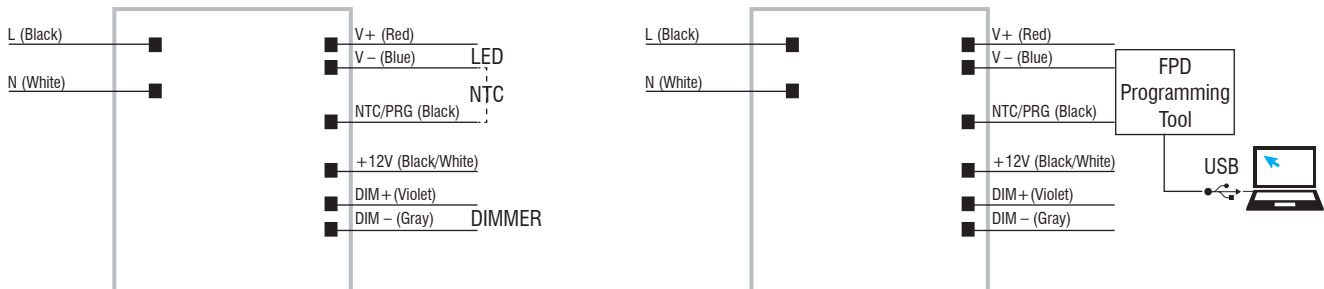 L (Black)
N (White)
V+ (Red)
V – (Blue)
LED
NTC
NTC/PRG (Black)
+12V (Black/White)
DIM+(Violet)
DIM – (Gray)
DIMMER
L (Black)
N (White)
V+ (Red)
V – (Blue)
NTC/PRG (Black)
+12V (Black/White)
DIM+(Violet)
DIM – (Gray)
FPD
Programming
Tool
USB